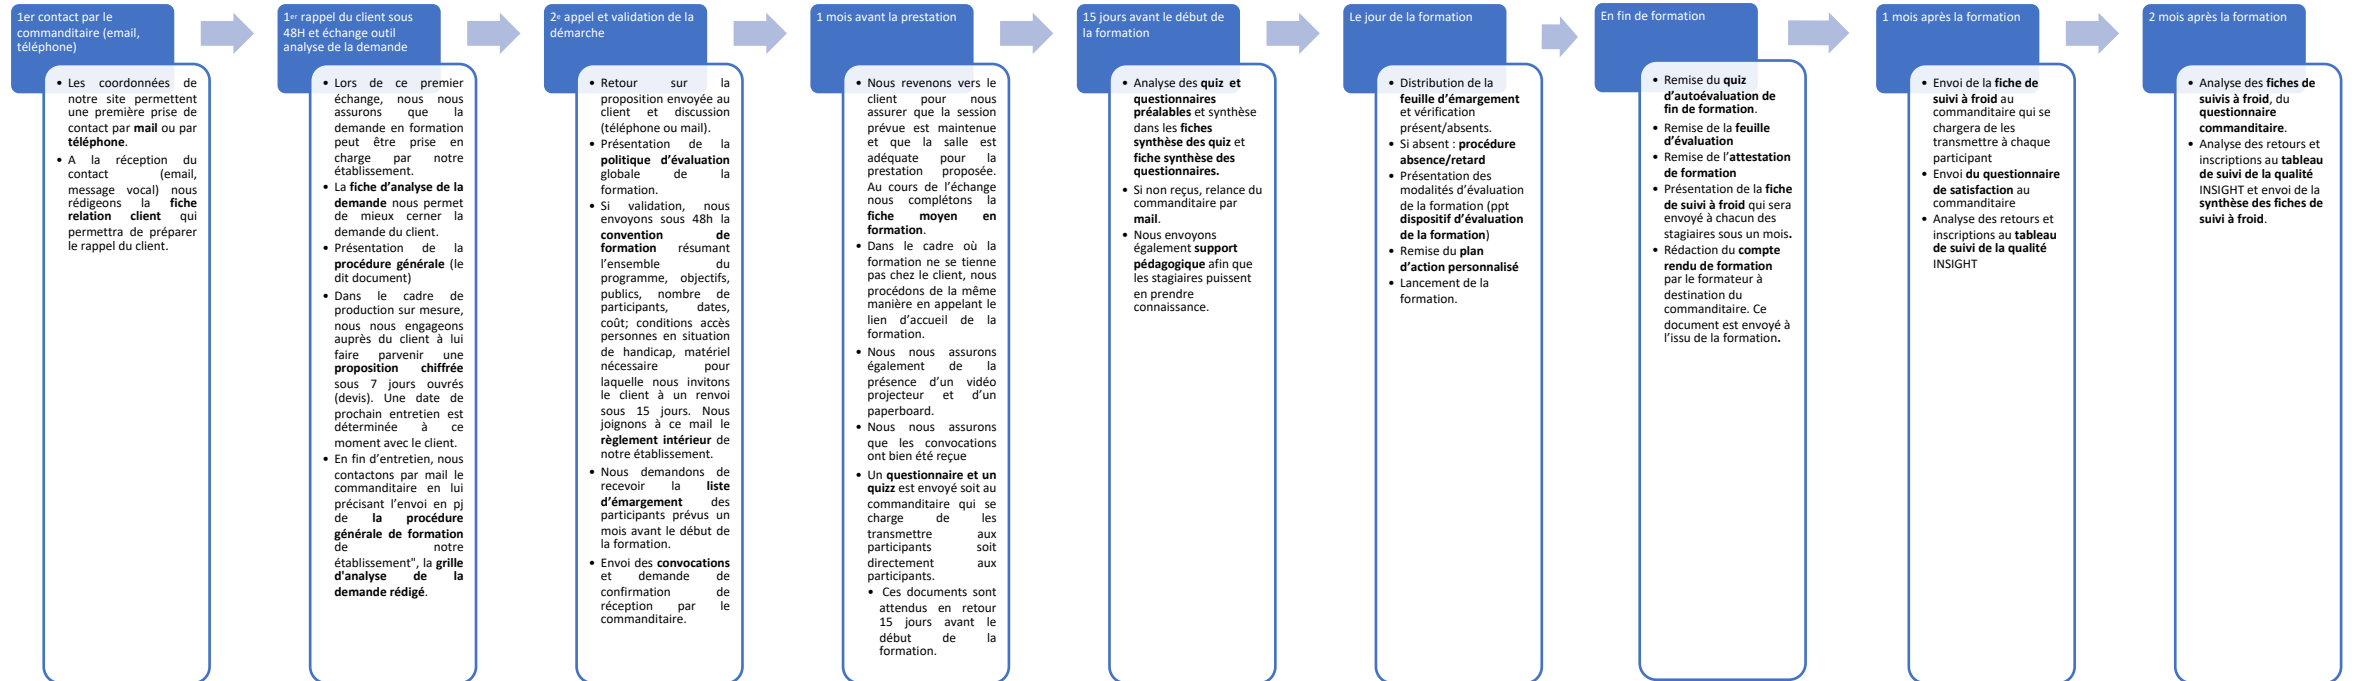 1er contact par le
commanditaire (email,
téléphone)
• Les coordonnées de
notre site permettent
une première prise de
contact par mail ou par
téléphone.
• A la réception du
contact (email,
message vocal) nous
rédigeons la fiche
relation client qui
permettra de préparer
le rappel du client.
1er rappel du client sous
48H et échange outil
analyse de la demande
• Lors de ce premier
échange, nous nous
assurons que la
demande en formation
peut être prise en
charge par notre
établissement.
• La fiche d'analyse de la
demande nous permet
de mieux cerner la
demande du client.
• Présentation de la
procédure générale (le
dit document)
• Dans le cadre de
production sur mesure,
nous nous engageons
auprès du client à lui
faire parvenir une
proposition chiffrée
sous 7 jours ouvrés
(devis). Une date de
prochain entretien est
déterminée à ce
moment avec le client.
• En fin d'entretien, nous
contactons par mail le
commanditaire en lui
précisant l'envoi en pj
de la procédure
générale de formation
de notre
établissement", la grille
d'analyse de la
demande rédigé.
2e appel et validation de la
démarche
• Retour sur la
proposition envoyée au
client et discussion
(téléphone ou mail).
• Présentation de la
politique d'évaluation
globale de la
formation.
• Si validation, nous
envoyons sous 48h la
convention de
formation résumant
l'ensemble du
programme, objectifs,
publics, nombre de
participants, dates,
coût; conditions accès
personnes en situation
de handicap, matériel
nécessaire pour
laquelle nous invitons
le client à un renvoi
sous 15 jours. Nous
joignons à ce mail le
règlement intérieur de
notre établissement.
• Nous demandons de
recevoir la liste
d'émargement des
participants prévus un
mois avant le début de
la formation.
• Envoi des convocations
et demande de
confirmation de
réception par le
commanditaire.
1 mois avant la prestation
• Nous revenons vers le
client pour nous
assurer que la session
prévue est maintenue
et que la salle est
adéquate pour la
prestation proposée.
Au cours de l'échange
nous complétons la
fiche moyen en
formation.
• Dans le cadre où la
formation ne se tienne
pas chez le client, nous
procédons de la même
manière en appelant le
lien d'accueil de la
formation.
• Nous nous assurons
également de la
présence d'un vidéo
projecteur et d'un
paperboard.
• Nous nous assurons
que les convocations
ont bien été reçue
• Un questionnaire et un
quizz est envoyé soit au
commanditaire qui se
charge de les
transmettre aux
participants soit
directement aux
participants.
• Ces documents sont
attendus en retour
15 jours avant le
début de la
formation.
15 jours avant le début de
la formation
• Analyse des quiz et
questionnaires
préalables et synthèse
dans les fiches
synthèse des quiz et
fiche synthèse des
questionnaires.
• Si non reçus, relance du
commanditaire par
mail.
• Nous envoyons
également support
pédagogique afin que
les stagiaires puissent
en prendre
connaissance.
Le jour de la formation
• Distribution de la
feuille d'émargement
et vérification
présent/absents.
• Si absent : procédure
absence/retard
• Présentation des
modalités d'évaluation
de la formation (ppt
dispositif d'évaluation
de la formation)
• Remise du plan
d'action personnalisé
• Lancement de la
formation.
En fin de formation
• Remise du quiz
d'autoévaluation de
fin de formation.
• Remise de la feuille
d'évaluation
• Remise de l'attestation
de formation
• Présentation de la fiche
de suivi à froid qui sera
envoyé à chacun des
stagiaires sous un mois.
• Rédaction du compte
rendu de formation
par le formateur à
destination du
commanditaire. Ce
document est envoyé à
l'issu de la formation.
1 mois après la formation
• Envoi de la fiche de
suivi à froid au
commanditaire qui se
chargera de les
transmettre à chaque
participant
• Envoi du questionnaire
de satisfaction au
commanditaire
• Analyse des retours et
inscriptions au tableau
de suivi de la qualité
INSIGHT
2 mois après la formation
• Analyse des fiches de
suivis à froid, du
questionnaire
commanditaire.
• Analyse des retours et
inscriptions au tableau
de suivi de la qualité
INSIGHT et envoi de la
synthèse des fiches de
suivi à froid.